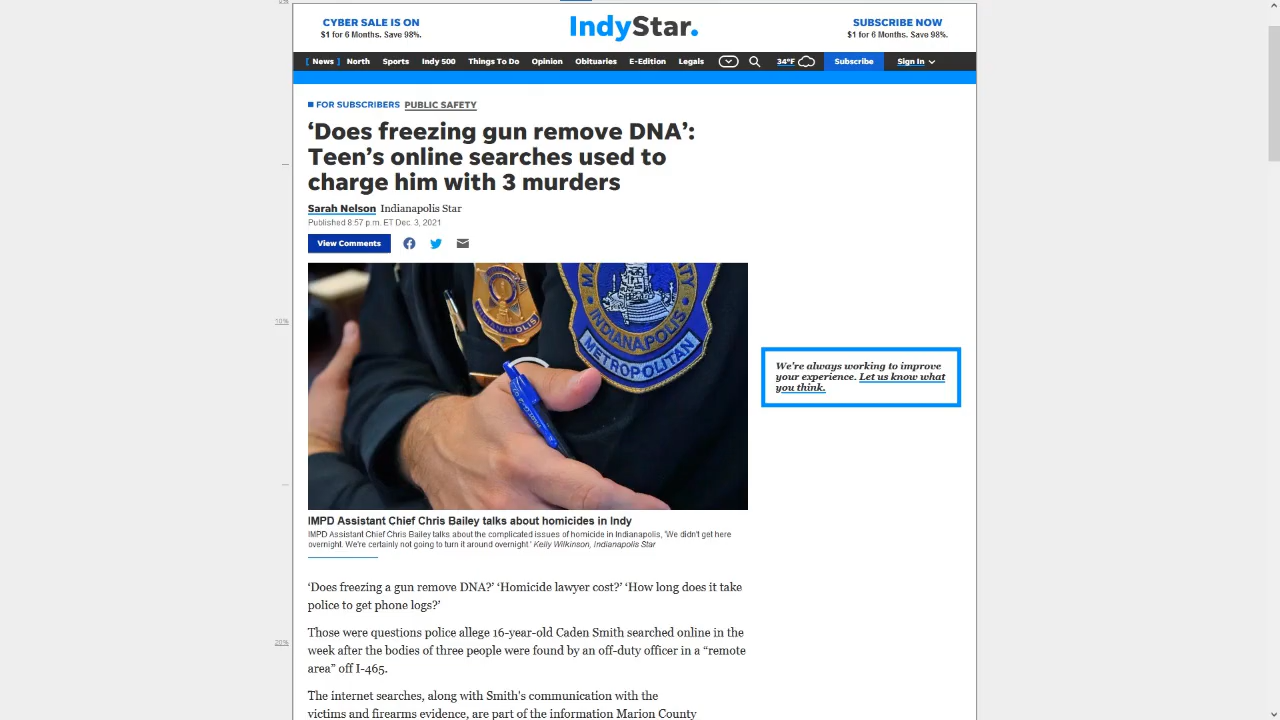 CYBER SALE IS ON
$1 for 6 Months. Save 98%.
IndyStar.
SUBSCRIBE NOW
$1 for 6 Months. Save 98%.
[ News ] North Sports Indy 500 Things To Do Opinion Obituaries E-Edition Legals 34°F Subscribe Sign In
FOR SUBSCRIBERS PUBLIC SAFETY
‘Does freezing gun remove DNA’:
Teen’s online searches used to
charge him with 3 murders
Sarah Nelson Indianapolis Star
Published 8:57 p.m. ET Dec. 3, 2021
View Comments
INDIANAPOLIS
METROPOLITAN
10%
We're always working to improve
your experience. Let us know what
you think.
IMPD Assistant Chief Chris Bailey talks about homicides in Indy
IMPD Assistant Chief Chris Bailey talks about the complicated issues of homicide in Indianapolis, 'We didn't get here
overnight. We're certainly not going to turn it around overnight.' Kelly Wilkinson, Indianapolis Star
‘Does freezing a gun remove DNA?’ ‘Homicide lawyer cost?’ ‘How long does it take
police to get phone logs?’
Those were questions police allege 16-year-old Caden Smith searched online in the
20%
week after the bodies of three people were found by an off-duty officer in a “remote
area” off I-465.
The internet searches, along with Smith's communication with the
victims and firearms evidence, are part of the information Marion County